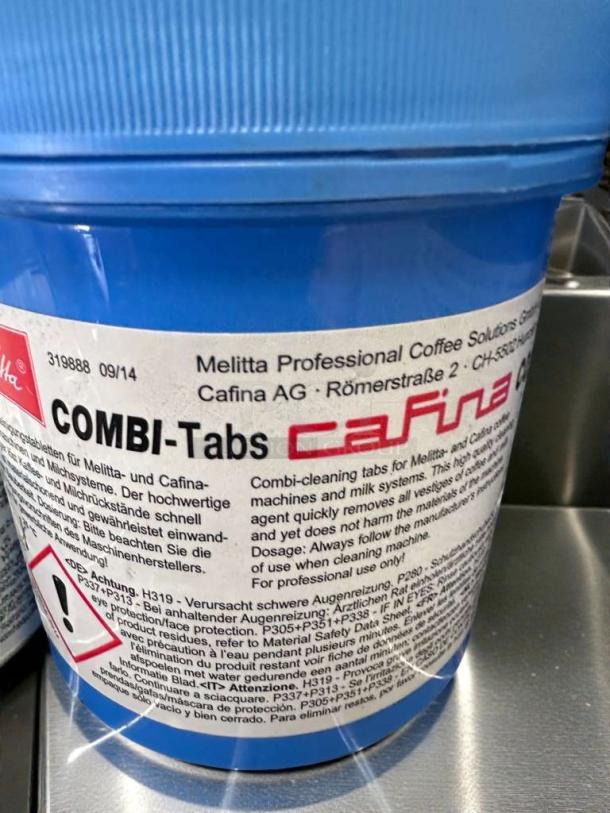 319888 09/14
Melitta Professional Coffee Solutions
Cafina AG · Römerstraße 2 · CH-5502
COMBI-Tabs cafina
für Melitta- und Cafina-
und Milchsysteme. Der hochwertige
und Milchrückstände schnell
und gewährleistet einwand-
Dosierung: Bitte beachten Sie die
des Maschinenherstellers.
Anwendung!
Combi-cleaning tabs for Melitta- and Cafina coffee
machines and milk systems. This high quality cleaning
agent quickly removes all vestiges of coffee and milk
and yet does not harm the materials of the machine.
Dosage: Always follow the manufacturer's
of use when cleaning machine.
For professional use only!
<DE> Achtung. H319 - Verursacht schwere Augenreizung. P280 -
P337+P313 - Bei anhaltender Augenreizung: Ärztlichen Rat
eye protection/face protection. P305+P351+P338 - IF IN EYES:
of product residues, refer to Material Safety Data Sheet.
avec précaution à l'eau pendant plusieurs minutes.
l'élimination du produit restant voir fiche de données de
afspoelen met water gedurende een aantal minuten;
Informatie Blad.<IT> Attenzione. H319 - Provoca grave
fare. Continuare a sciacquare. P337+P313 - Se
prendas/gafas/máscara de protección. P305+P351+P338 -
empaque sólo vacío y bien cerrado. Para eliminar restos, por favor